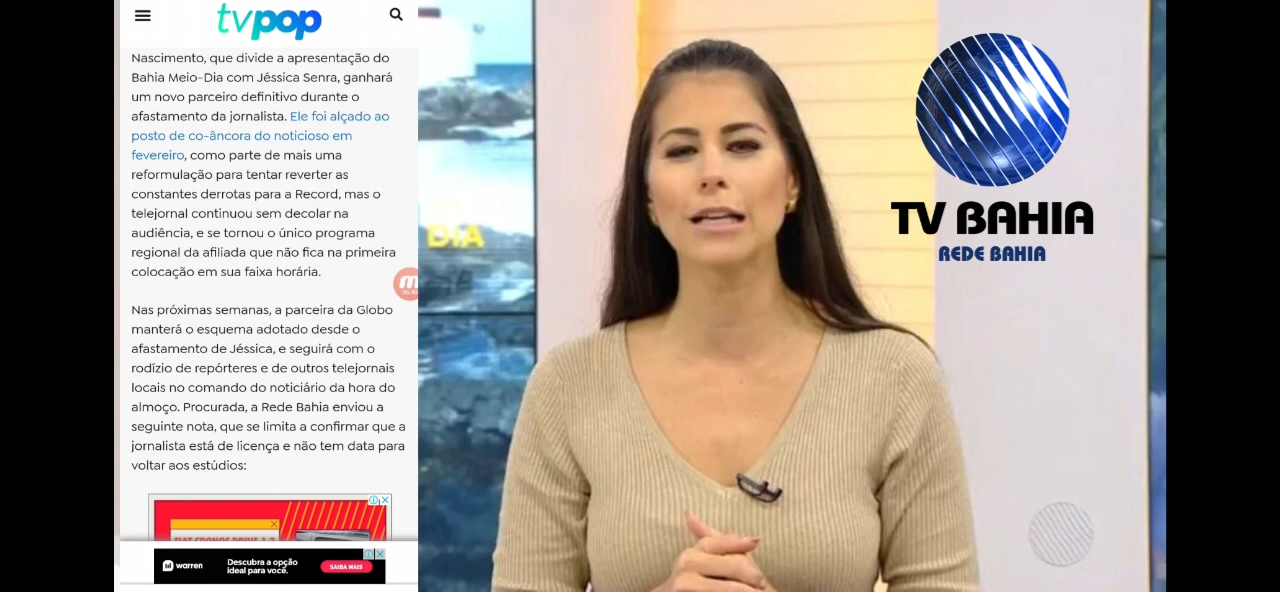 tvpop
Nascimento, que divide a apresentação do
Bahia Meio-Dia com Jéssica Senra, ganhará
um novo parceiro definitivo durante o
afastamento da jornalista. Ele foi alçado ao
posto de co-âncora do noticioso em
fevereiro, como parte de mais uma
reformulação para tentar reverter as
constantes derrotas para a Record, mas o
telejornal continuou sem decolar na
audiência, e se tornou o único programa
regional da afiliada que não fica na primeira
colocação em sua faixa horária.
Nas próximas semanas, a parceira da Globo
manterá o esquema adotado desde o
afastamento de Jéssica, e seguirá com o
rodízio de repórteres e de outros telejornais
locais no comando do noticiário da hora do
almoço. Procurada, a Rede Bahia enviou a
seguinte nota, que se limita a confirmar que a
jornalista está de licença e não tem data para
voltar aos estúdios:
FIAT CRONOS DRIVE 1.3
warren
Descubra a opção
ideal para você.
SAIBA MAIS
DIA
TV BAHIA
REDE BAHIA